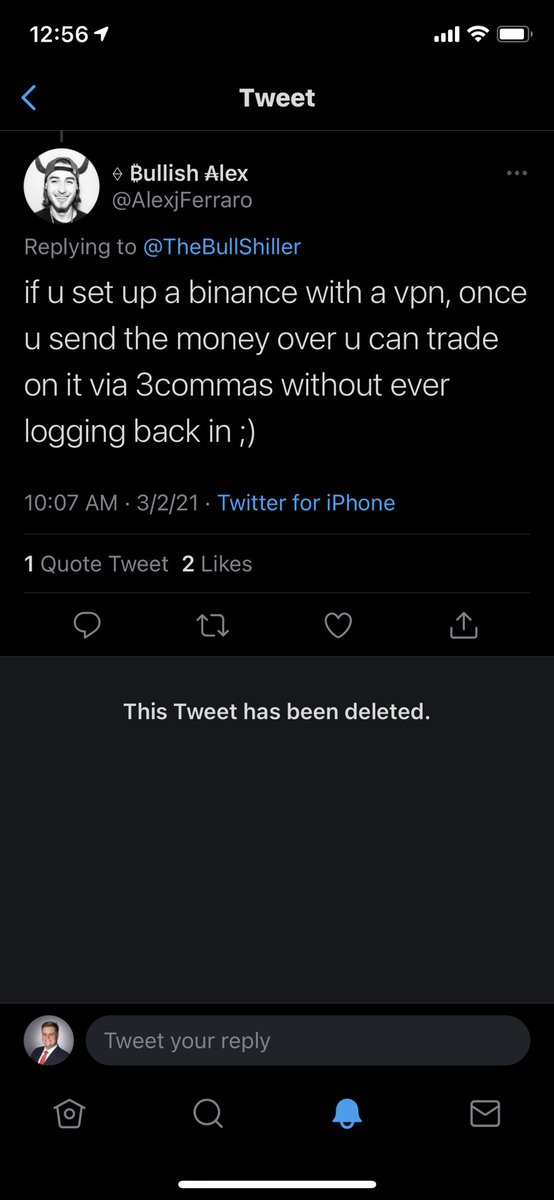 12:56
Tweet
⟠ ₿ullish ₳lex
@AlexjFerraro
Replying to @TheBullShiller
if u set up a binance with a vpn, once
u send the money over u can trade
on it via 3commas without ever
logging back in ;)
10:07 AM · 3/2/21 · Twitter for iPhone
1 Quote Tweet 2 Likes
This Tweet has been deleted.
Tweet your reply